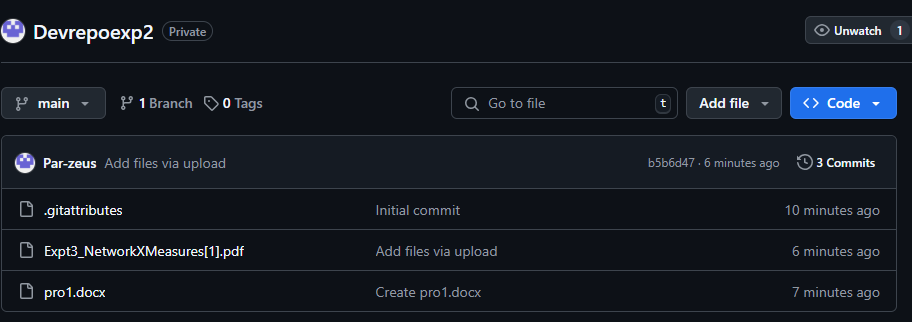 Devrepoexp2 Private Unwatch 1
main 1 Branch 0 Tags Go to file t Add file Code
Par-zeus Add files via upload b5b6d47 · 6 minutes ago 3 Commits
.gitattributes Initial commit 10 minutes ago
Expt3_NetworkXMeasures[1].pdf Add files via upload 6 minutes ago
pro1.docx Create pro1.docx 7 minutes ago